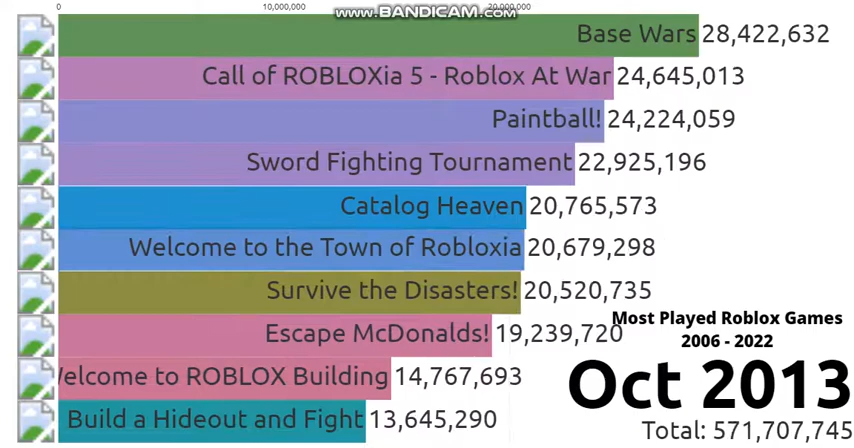 0 10,000,000 20,000,000
www.BANDICAM.com
Base Wars 28,422,632
Call of ROBLOXia 5 - Roblox At War 24,645,013
Paintball! 24,224,059
Sword Fighting Tournament 22,925,196
Catalog Heaven 20,765,573
Welcome to the Town of Robloxia 20,679,298
Survive the Disasters! 20,520,735
Escape McDonalds! 19,239,720
elcome to ROBLOX Building 14,767,693
Build a Hideout and Fight 13,645,290
Most Played Roblox Games
2006 - 2022
Oct 2013
Total: 571,707,745